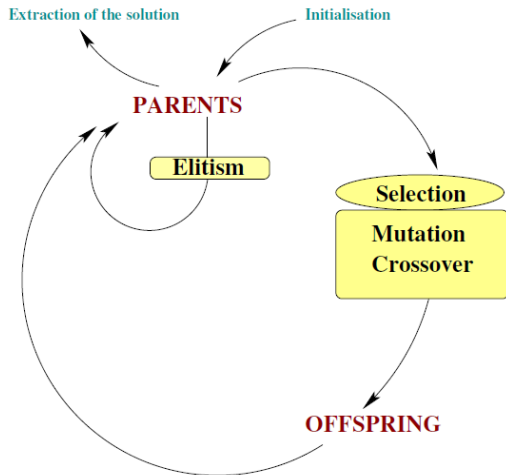 Extraction of the solution
Initialisation
PARENTS
Elitism
Selection
Mutation
Crossover
OFFSPRING